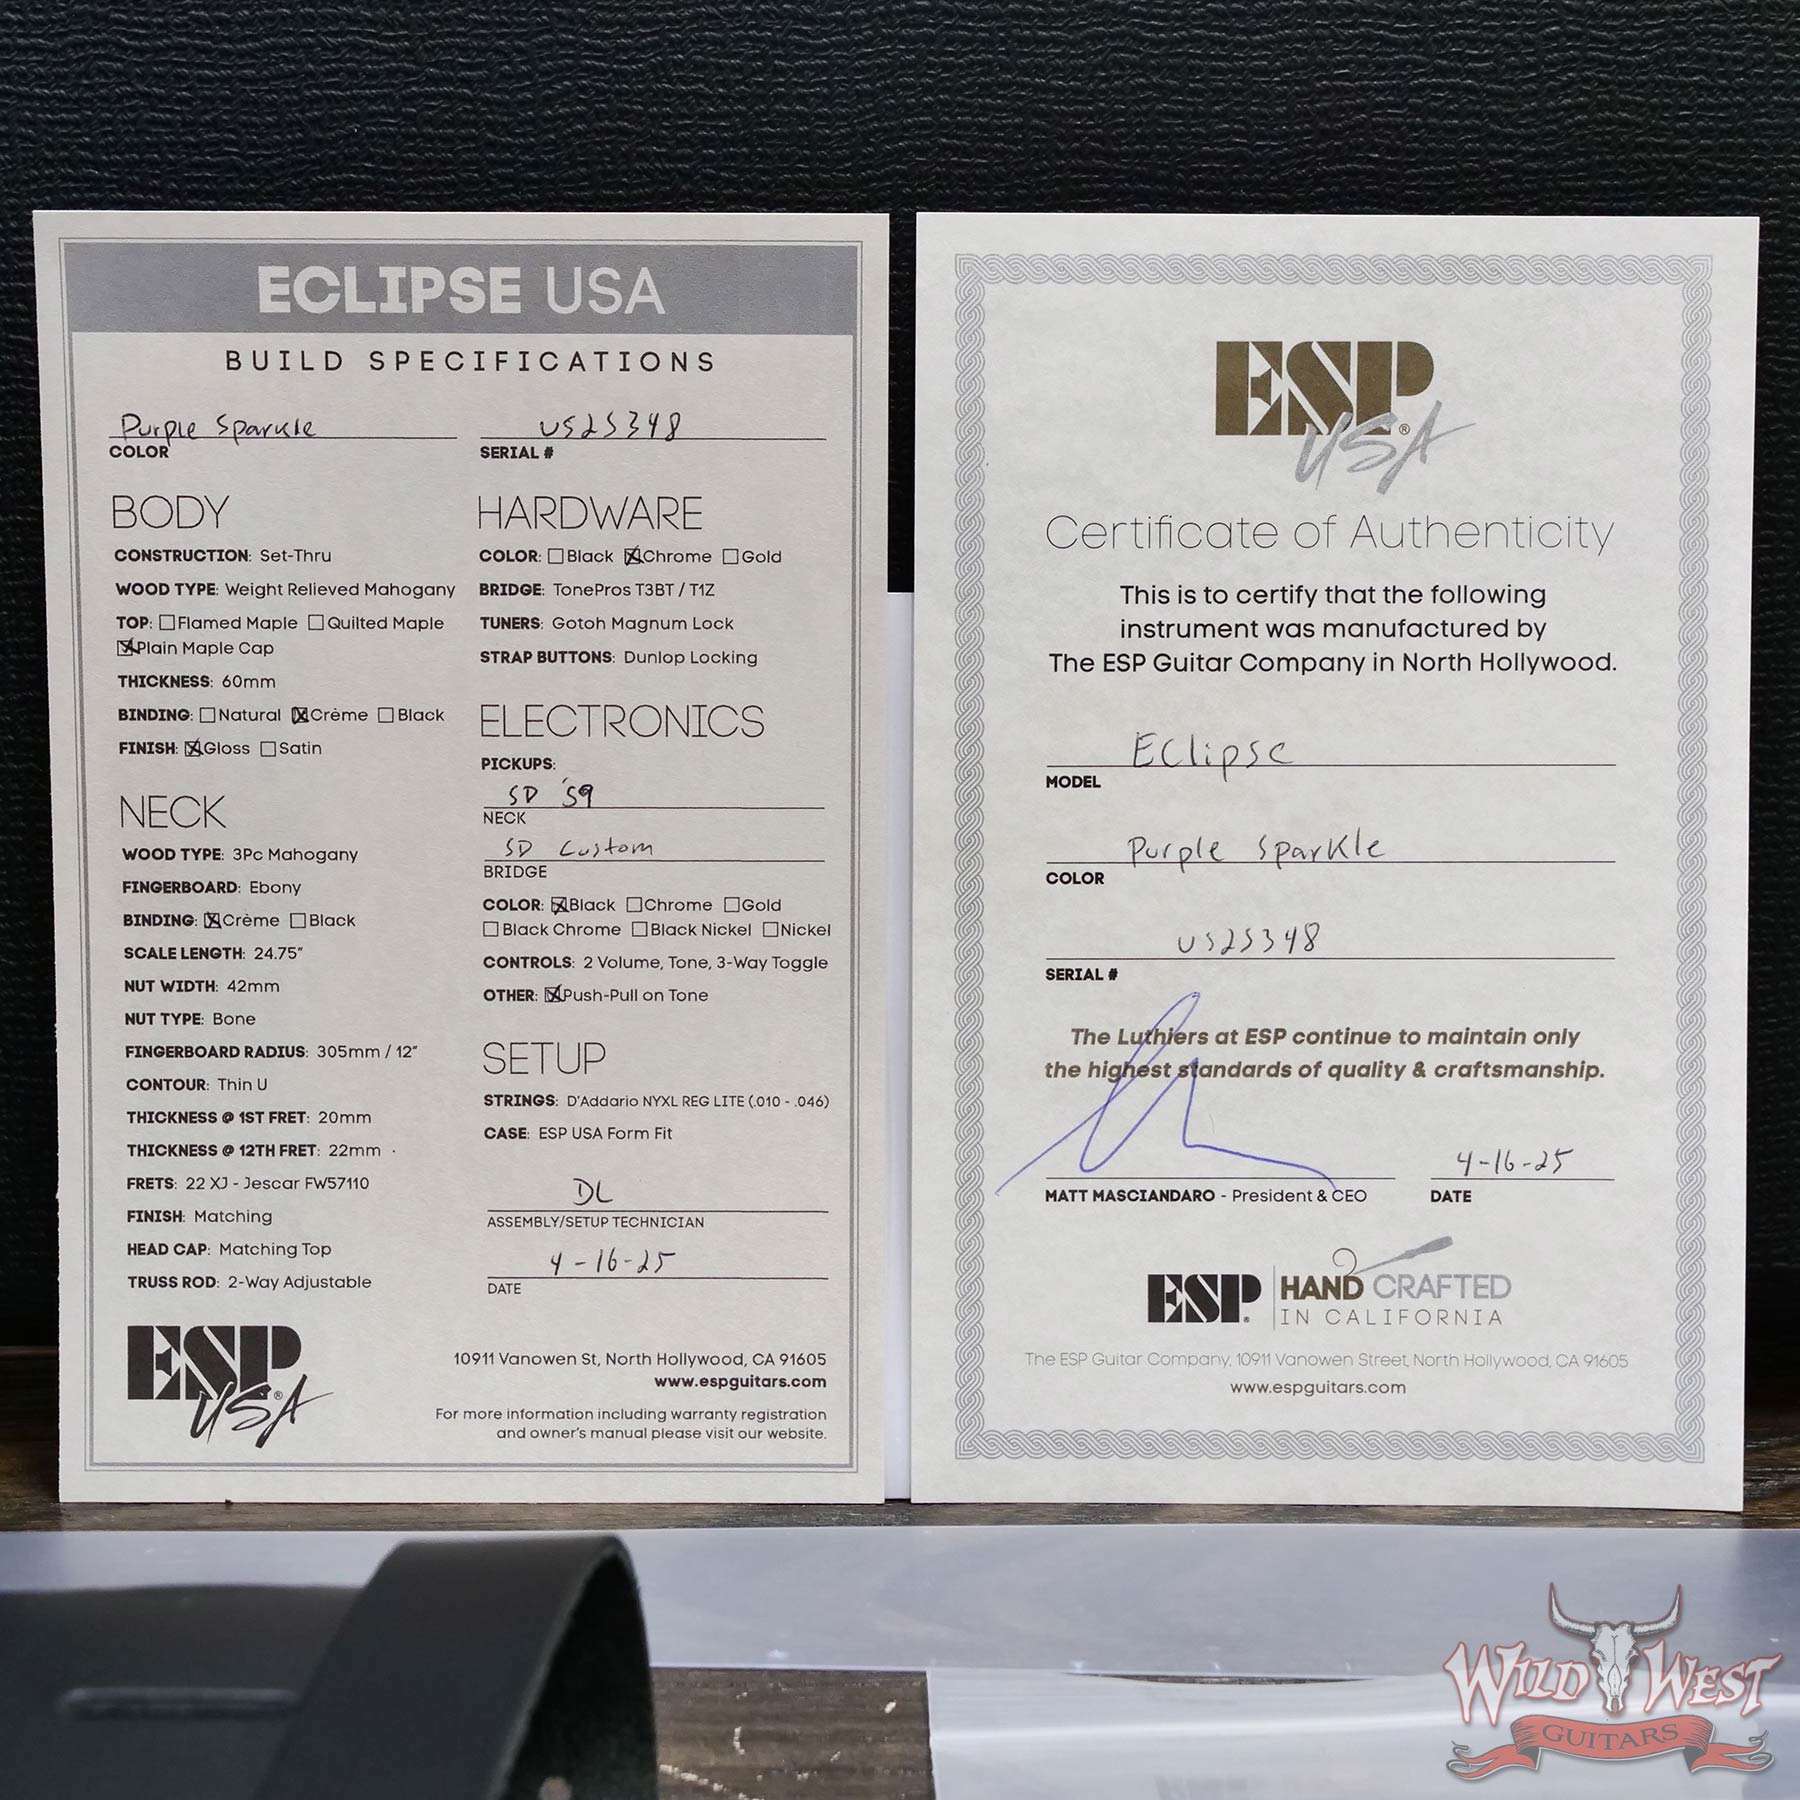 ECLIPSE USA
BUILD SPECIFICATIONS
Purple Sparkle
COLOR
US25348
SERIAL #
BODY
CONSTRUCTION: Set-Thru
WOOD TYPE: Weight Relieved Mahogany
TOP: ☐Flamed Maple ☐Quilted Maple
☒Plain Maple Cap
THICKNESS: 60mm
BINDING: ☐Natural ☒Crème ☐Black
FINISH: ☒Gloss ☐Satin
NECK
WOOD TYPE: 3Pc Mahogany
FINGERBOARD: Ebony
BINDING: ☒Crème ☐Black
SCALE LENGTH: 24.75"
NUT WIDTH: 42mm
NUT TYPE: Bone
FINGERBOARD RADIUS: 305mm / 12"
CONTOUR: Thin U
THICKNESS @ 1ST FRET: 20mm
THICKNESS @ 12TH FRET: 22mm
FRETS: 22 XJ - Jescar FW57110
FINISH: Matching
HEAD CAP: Matching Top
TRUSS ROD: 2-Way Adjustable
HARDWARE
COLOR: ☐Black ☒Chrome ☐Gold
BRIDGE: TonePros T3BT / T1Z
TUNERS: Gotoh Magnum Lock
STRAP BUTTONS: Dunlop Locking
ELECTRONICS
PICKUPS:
SD '59
NECK
SD Custom
BRIDGE
COLOR: ☒Black ☐Chrome ☐Gold
☐Black Chrome ☐Black Nickel ☐Nickel
CONTROLS: 2 Volume, Tone, 3-Way Toggle
OTHER: ☒Push-Pull on Tone
SETUP
STRINGS: D'Addario NYXL REG LITE (.010 - .046)
CASE: ESP USA Form Fit
DL
ASSEMBLY/SETUP TECHNICIAN
4-16-25
DATE
ESP®
USA
10911 Vanowen St, North Hollywood, CA 91605
www.espguitars.com
For more information including warranty registration
and owner's manual please visit our website.
ESP®
USA
Certificate of Authenticity
This is to certify that the following
instrument was manufactured by
The ESP Guitar Company in North Hollywood.
Eclipse
MODEL
Purple Sparkle
COLOR
US25348
SERIAL #
The Luthiers at ESP continue to maintain only
the highest standards of quality & craftsmanship.
4-16-25
MATT MASCIANDARO - President & CEO
DATE
ESP® HAND CRAFTED
IN CALIFORNIA
The ESP Guitar Company, 10911 Vanowen Street, North Hollywood, CA 91605
www.espguitars.com
WILD WEST
GUITARS